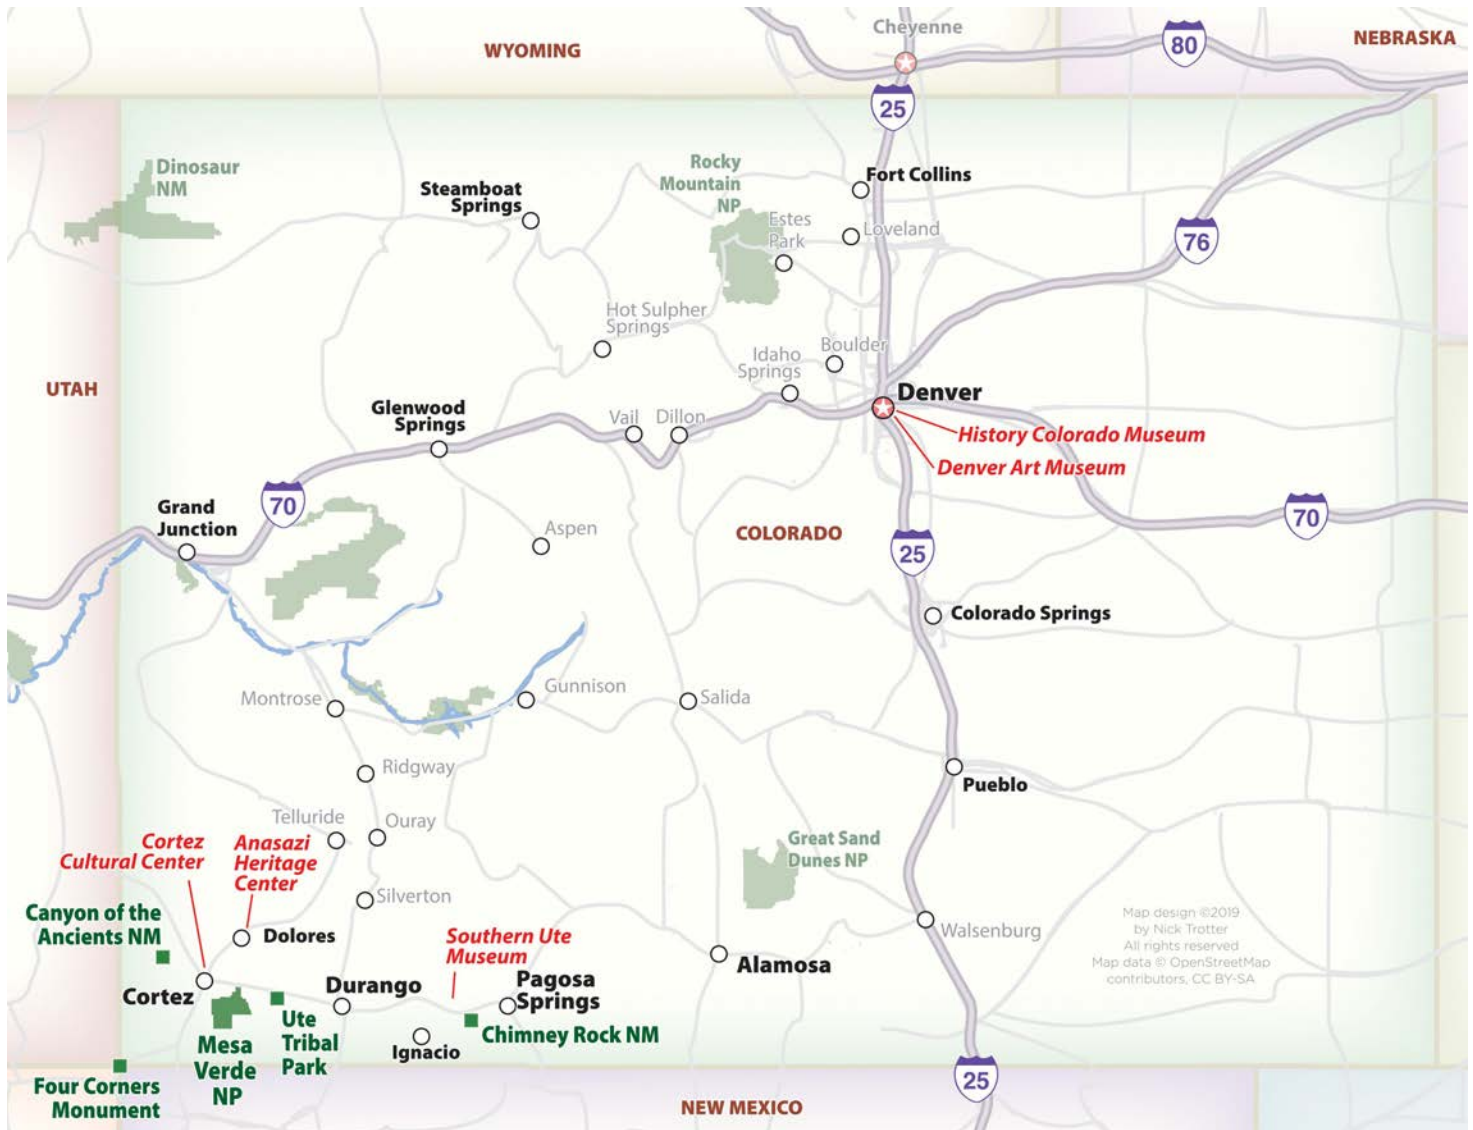 Cheyenne
WYOMING
80
NEBRASKA
25
Dinosaur
NM
Steamboat
Springs
Rocky
Mountain
NP
Fort Collins
Estes
Park
Loveland
76
Hot Sulpher
Springs
Boulder
Idaho
Springs
UTAH
Denver
Glenwood
Springs
Vail
Dillon
History Colorado Museum
Denver Art Museum
70
Grand
Junction
Aspen
COLORADO
70
25
Colorado Springs
Montrose
Gunnison
Salida
Ridgway
Pueblo
Telluride
Ouray
Cortez
Cultural Center
Anasazi
Heritage
Center
Great Sand
Dunes NP
Silverton
Canyon of the
Ancients NM
Dolores
Southern Ute
Museum
Walsenburg
Map design ©2019
by Nick Trotter
All rights reserved
Map data © OpenStreetMap
contributors, CC BY-SA
Alamosa
Cortez
Durango
Pagosa
Springs
Ute
Tribal
Park
Chimney Rock NM
Ignacio
Mesa
Verde
NP
Four Corners
Monument
25
NEW MEXICO